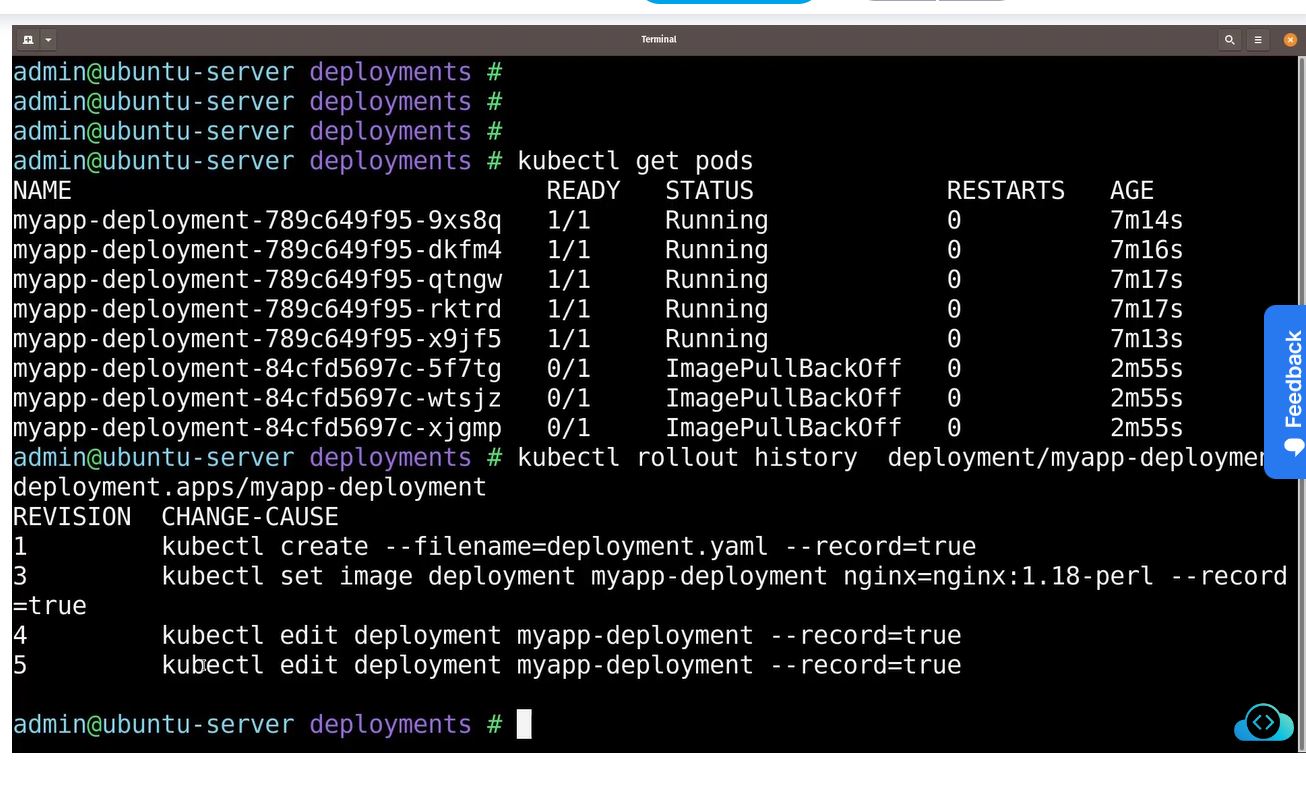 Terminal
admin@ubuntu-server deployments #
admin@ubuntu-server deployments #
admin@ubuntu-server deployments #
admin@ubuntu-server deployments # kubectl get pods
NAME READY STATUS RESTARTS AGE
myapp-deployment-789c649f95-9xs8q 1/1 Running 0 7m14s
myapp-deployment-789c649f95-dkfm4 1/1 Running 0 7m16s
myapp-deployment-789c649f95-qtngw 1/1 Running 0 7m17s
myapp-deployment-789c649f95-rktrd 1/1 Running 0 7m17s
myapp-deployment-789c649f95-x9jf5 1/1 Running 0 7m13s
myapp-deployment-84cfd5697c-5f7tg 0/1 ImagePullBackOff 0 2m55s
myapp-deployment-84cfd5697c-wtsjz 0/1 ImagePullBackOff 0 2m55s
myapp-deployment-84cfd5697c-xjgmp 0/1 ImagePullBackOff 0 2m55s
admin@ubuntu-server deployments # kubectl rollout history deployment/myapp-deploymen
deployment.apps/myapp-deployment
REVISION CHANGE-CAUSE
1 kubectl create --filename=deployment.yaml --record=true
3 kubectl set image deployment myapp-deployment nginx=nginx:1.18-perl --record
=true
4 kubectl edit deployment myapp-deployment --record=true
5 kubectl edit deployment myapp-deployment --record=true
admin@ubuntu-server deployments #
Feedback